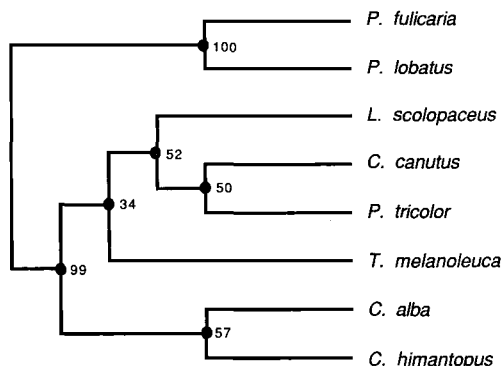 P. fulicaria
100
P. lobatus
L. scolopaceus
52
C. canutus
50
P. tricolor
34
T. melanoleuca
99
C. alba
57
C. himantopus